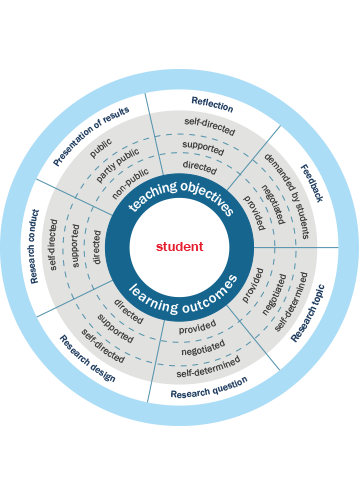 Reflection
self-directed
supported
directed
Feedback
demanded by students
negotiated
provided
Research topic
self-determined
negotiated
provided
Research question
self-determined
negotiated
provided
Research design
self-directed
supported
directed
Research conduct
self-directed
supported
directed
Presentation of results
public
partly public
non-public
teaching objectives
student
learning outcomes